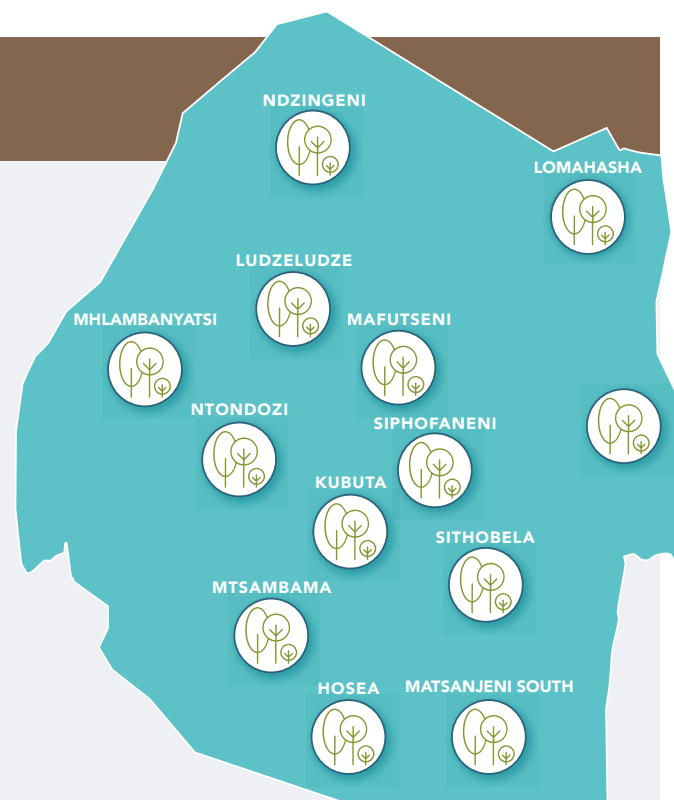 NDZINGENI
LOMAHASHA
LUDZELUDZE
MHLAMBANYATSI
MAFUTSENI
NTONDOZI
SIPHOFANENI
KUBUTA
SITHOBELA
MTSAMBAMA
HOSEA
MATSANJENI SOUTH